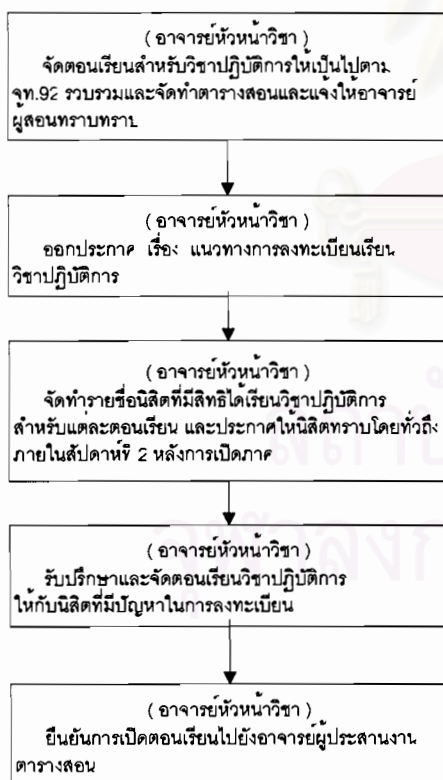 ( อาจารย์หัวหน้าวิชา )
จัดตอนเรียนสำหรับวิชาปฏิบัติการให้เป็นไปตาม
จท.92 รวบรวมและจัดทำตารางสอนและแจ้งให้อาจารย์
ผู้สอนทราบทราบ
( อาจารย์หัวหน้าวิชา )
ออกประกาศ เรื่อง แนวทางการลงทะเบียนเรียน
วิชาปฏิบัติการ
( อาจารย์หัวหน้าวิชา )
จัดทำรายชื่อนิสิตที่มีสิทธิได้เรียนวิชาปฏิบัติการ
สำหรับแต่ละตอนเรียน และประกาศให้นิสิตทราบโดยทั่วถึง
ภายในสัปดาห์ที่ 2 หลังการเปิดภาค
( อาจารย์หัวหน้าวิชา )
รับปรึกษาและจัดตอนเรียนวิชาปฏิบัติการ
ให้กับนิสิตที่มีปัญหาในการลงทะเบียน
( อาจารย์หัวหน้าวิชา )
ยืนยันการเปิดตอนเรียนไปยังอาจารย์ผู้ประสานงาน
ตารางสอน